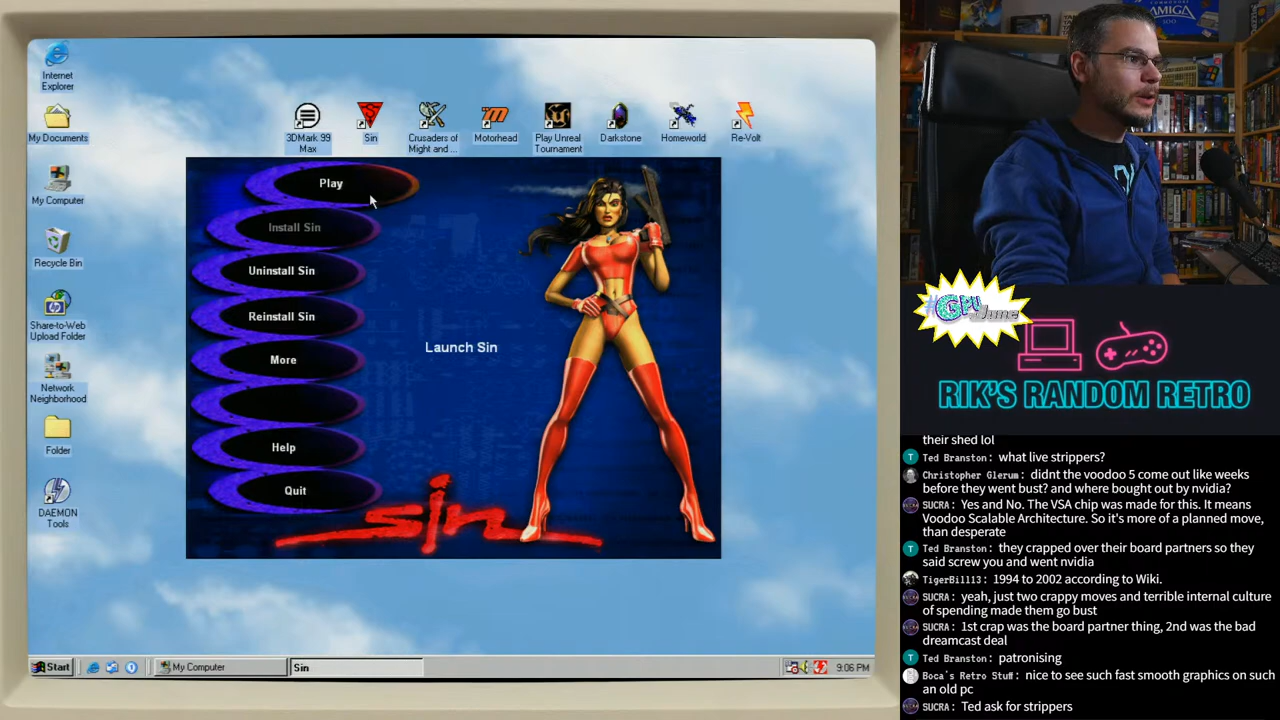 Internet
Explorer
My Documents
My Computer
Recycle Bin
Share-to-Web
Upload Folder
Network
Neighborhood
Folder
DAEMON
Tools
3DMark 99
Max
Sin
Crusaders of
Might and ...
Motorhead
Play Unreal
Tournament
Darkstone
Homeworld
Re-Volt
Play
Install Sin
Uninstall Sin
Reinstall Sin
More
Help
Quit
Launch Sin
sin
Start
My Computer
Sin
9:06 PM
AMIGA
#GPU
June
RIK'S RANDOM RETRO
their shed lol
T Ted Branston: what live strippers?
Christopher Glerum: didnt the voodoo 5 come out like weeks
before they went bust? and where bought out by nvidia?
SUCRA: Yes and No. The VSA chip was made for this. It means
Voodoo Scalable Architecture. So it's more of a planned move,
than desperate
T Ted Branston: they crapped over their board partners so they
said screw you and went nvidia
TigerBill13: 1994 to 2002 according to Wiki.
SUCRA: yeah, just two crappy moves and terrible internal culture
of spending made them go bust
SUCRA: 1st crap was the board partner thing, 2nd was the bad
dreamcast deal
T Ted Branston: patronising
Boca's Retro Stuff: nice to see such fast smooth graphics on such
an old pc
SUCRA: Ted ask for strippers